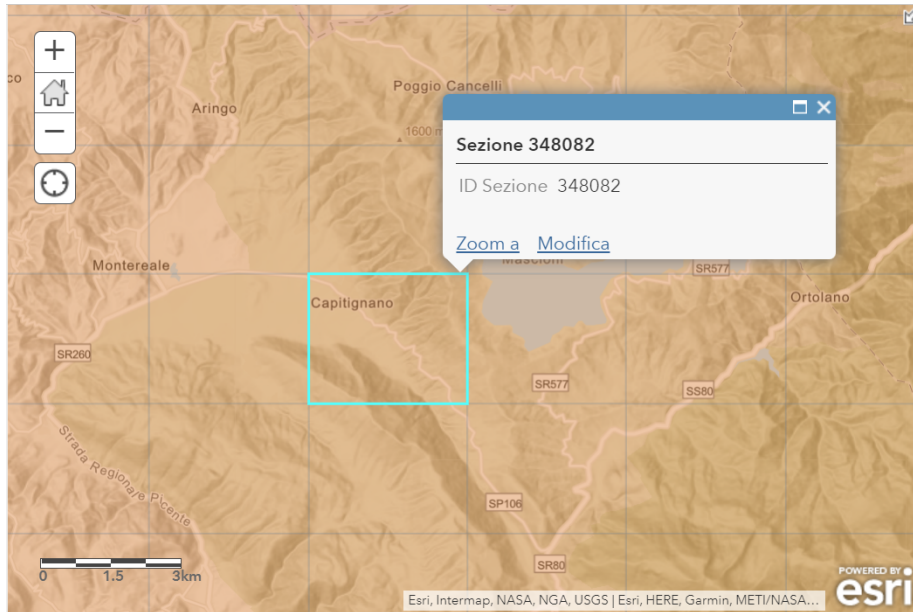 +
−
co
Aringo
Poggio Cancelli
1600 m
Sezione 348082
ID Sezione 348082
Zoom a Modifica
Montereale
Capitignano
Mascioni
SR577
Ortolano
SR260
SR577
SS80
Strada Regionale Picente
SP106
SR80
0 1.5 3km
Esri, Intermap, NASA, NGA, USGS | Esri, HERE, Garmin, METI/NASA...
POWERED BY
esri